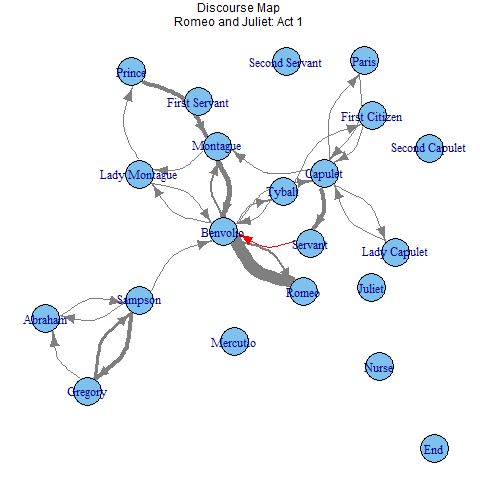 Discourse Map
Romeo and Juliet: Act 1
Second Servant
Paris
Prince
First Servant
First Citizen
Montague
Second Capulet
Lady Montague
Capulet
Tybalt
Benvolio
Servant
Lady Capulet
Romeo
Juliet
Sampson
Abraham
Mercutio
Nurse
Gregory
End